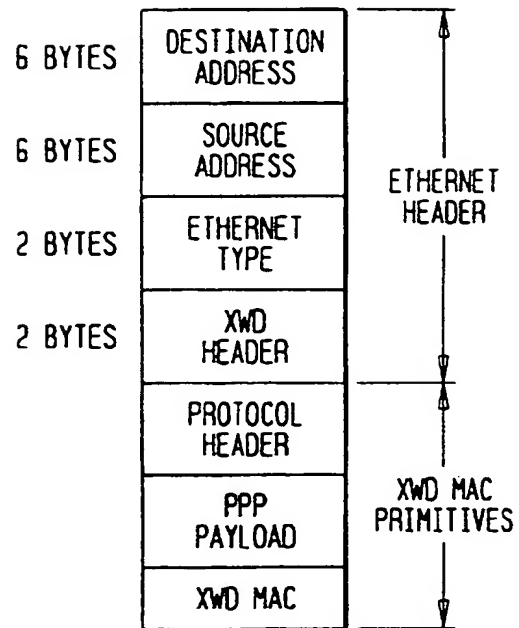 6 BYTES
DESTINATION
ADDRESS
6 BYTES
SOURCE
ADDRESS
2 BYTES
ETHERNET
TYPE
2 BYTES
XWD
HEADER
ETHERNET
HEADER
PROTOCOL
HEADER
PPP
PAYLOAD
XWD MAC
XWD MAC
PRIMITIVES